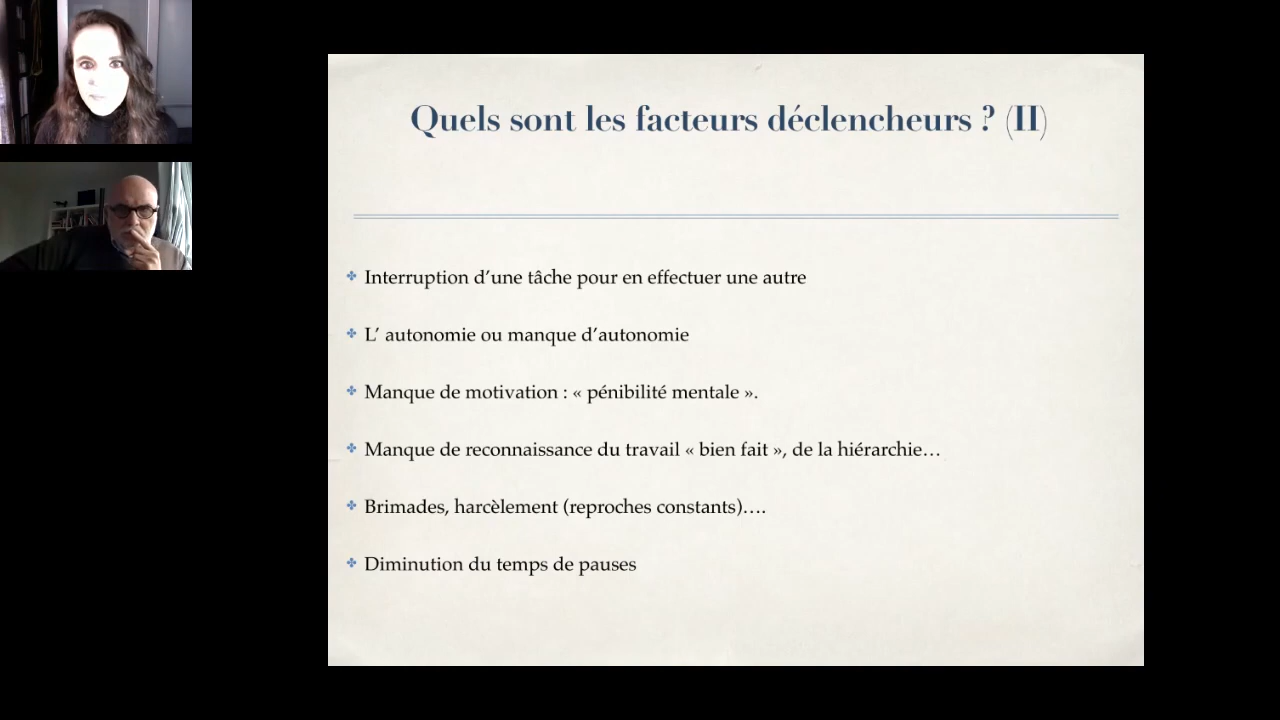 Quels sont les facteurs déclencheurs ? (II)
Interruption d’une tâche pour en effectuer une autre
L’ autonomie ou manque d’autonomie
Manque de motivation : « pénibilité mentale ».
Manque de reconnaissance du travail « bien fait », de la hiérarchie…
Brimades, harcèlement (reproches constants)….
Diminution du temps de pauses